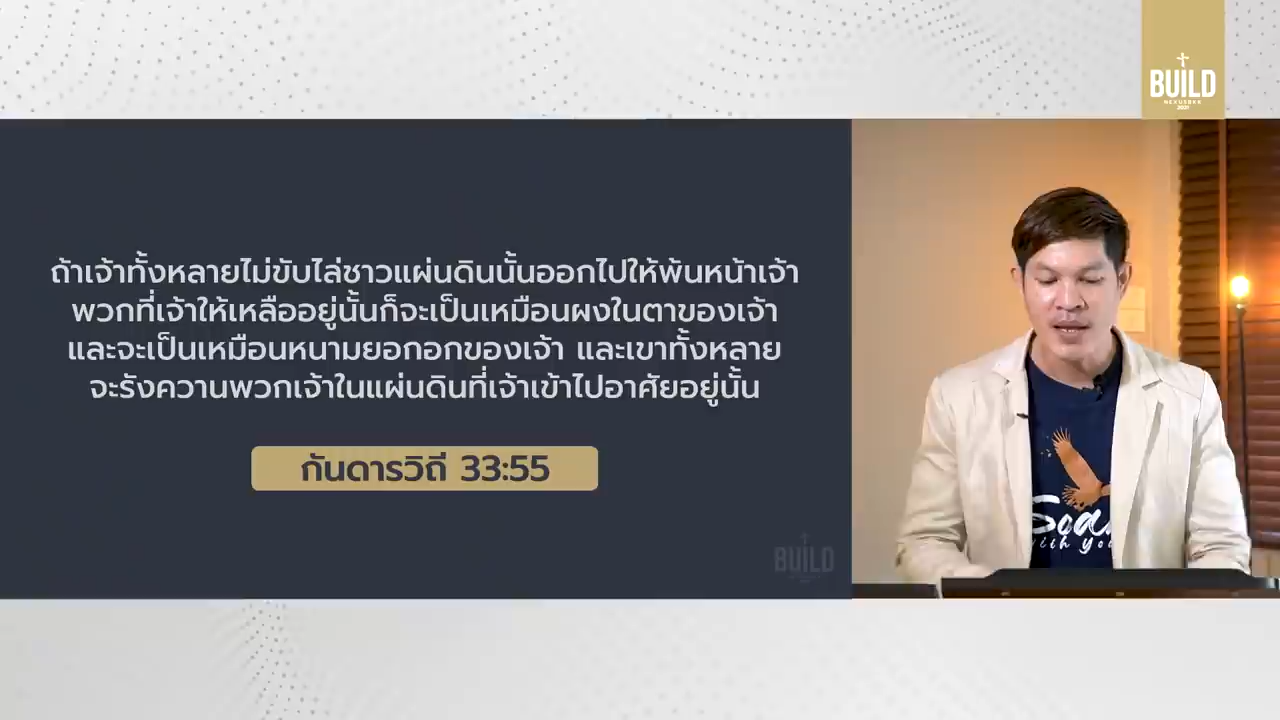 BUILD
NEXUSBKK
2021
ถ้าเจ้าทั้งหลายไม่ขับไล่ชาวแผ่นดินนั้นออกไปให้พ้นหน้าเจ้า
พวกที่เจ้าให้เหลืออยู่นั้นก็จะเป็นเหมือนผงในตาของเจ้า
และจะเป็นเหมือนหนามยอกอกของเจ้า และเขาทั้งหลาย
จะรังควานพวกเจ้าในแผ่นดินที่เจ้าเข้าไปอาศัยอยู่นั้น
กันดารวิถี 33:55
BUILD
Soa
with You